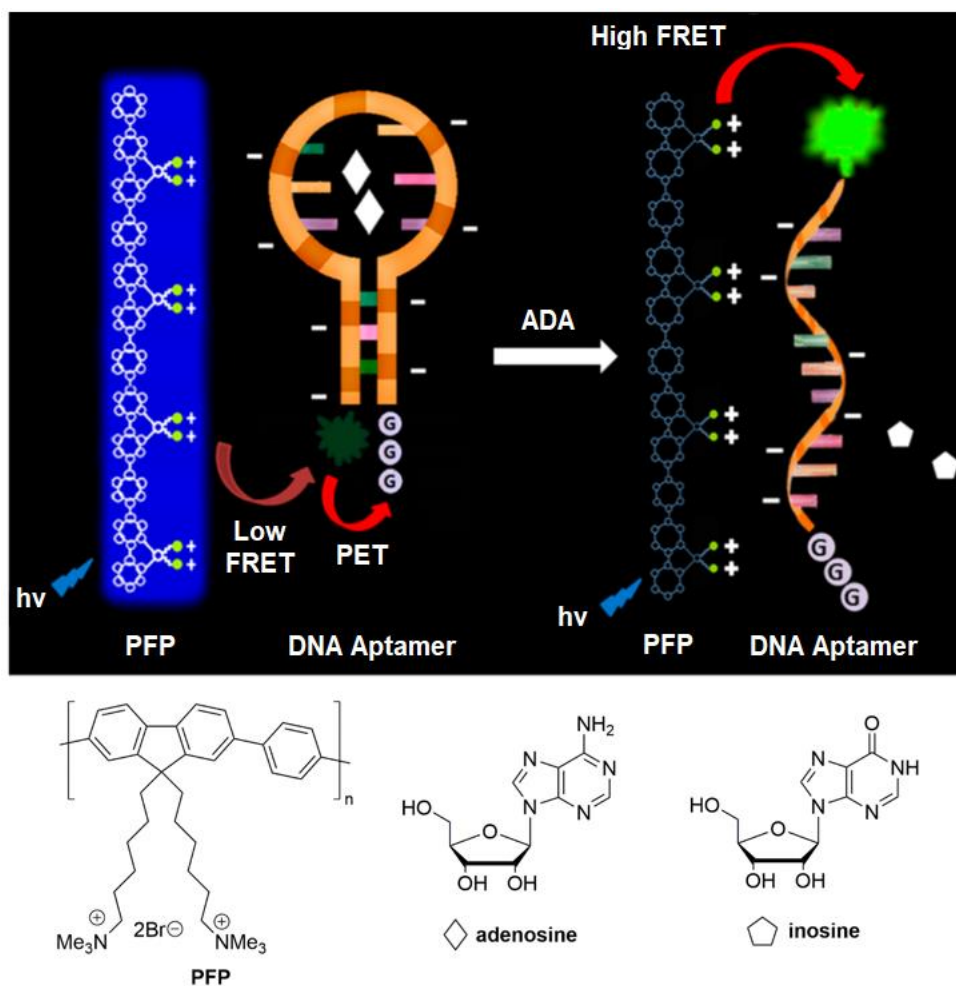 High FRET
ADA
G
G
G
Low
FRET
PET
G
G
G
hv
hv
PFP
DNA Aptamer
PFP
DNA Aptamer
n
NH₂
N
N
N
N
HO
O
OH
OH
O
N
NH
N
N
HO
O
OH
OH
Me₃N
⊕
2Br⊖
⊕
NMe₃
PFP
adenosine
inosine